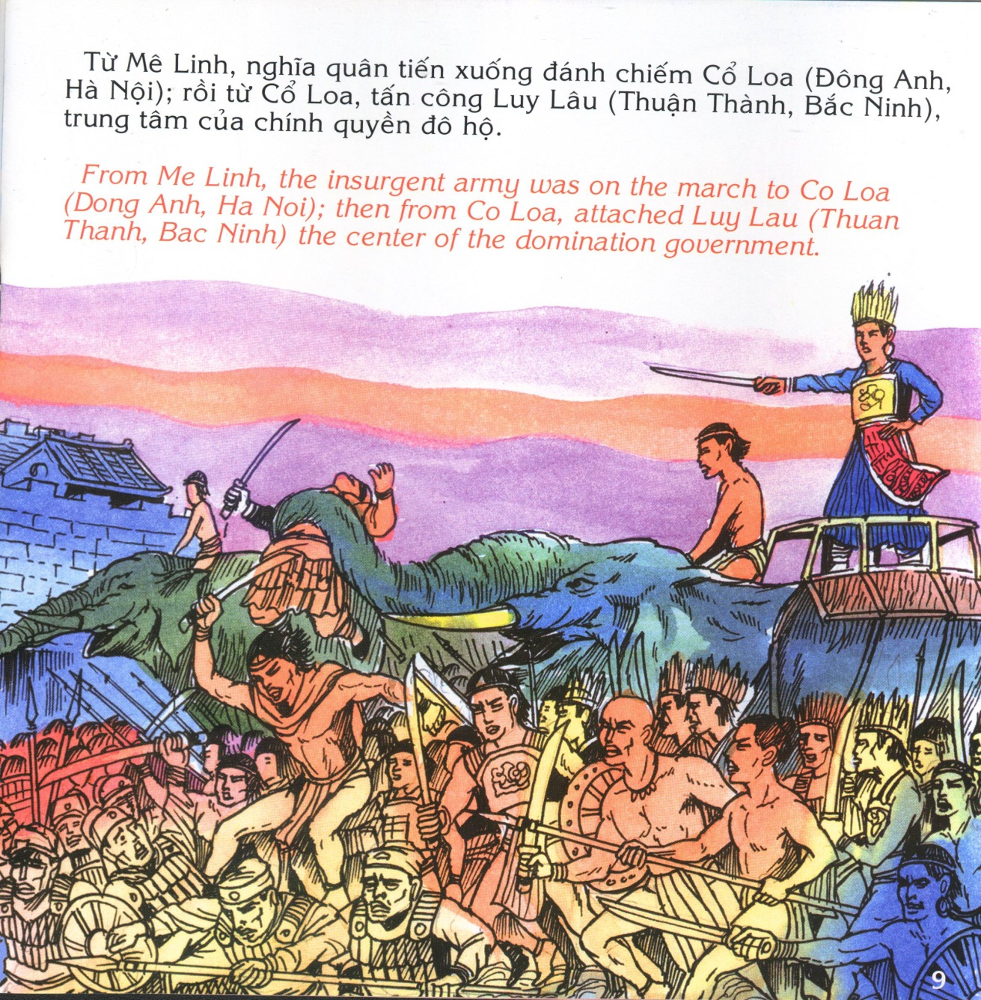 Từ Mê Linh, nghĩa quân tiến xuống đánh chiếm Cổ Loa (Đông Anh,
Hà Nội); rồi từ Cổ Loa, tấn công Luy Lâu (Thuận Thành, Bắc Ninh),
trung tâm của chính quyền đô hộ.
From Me Linh, the insurgent army was on the march to Co Loa
(Dong Anh, Ha Noi); then from Co Loa, attached Luy Lau (Thuan
Thanh, Bac Ninh) the center of the domination government.
9